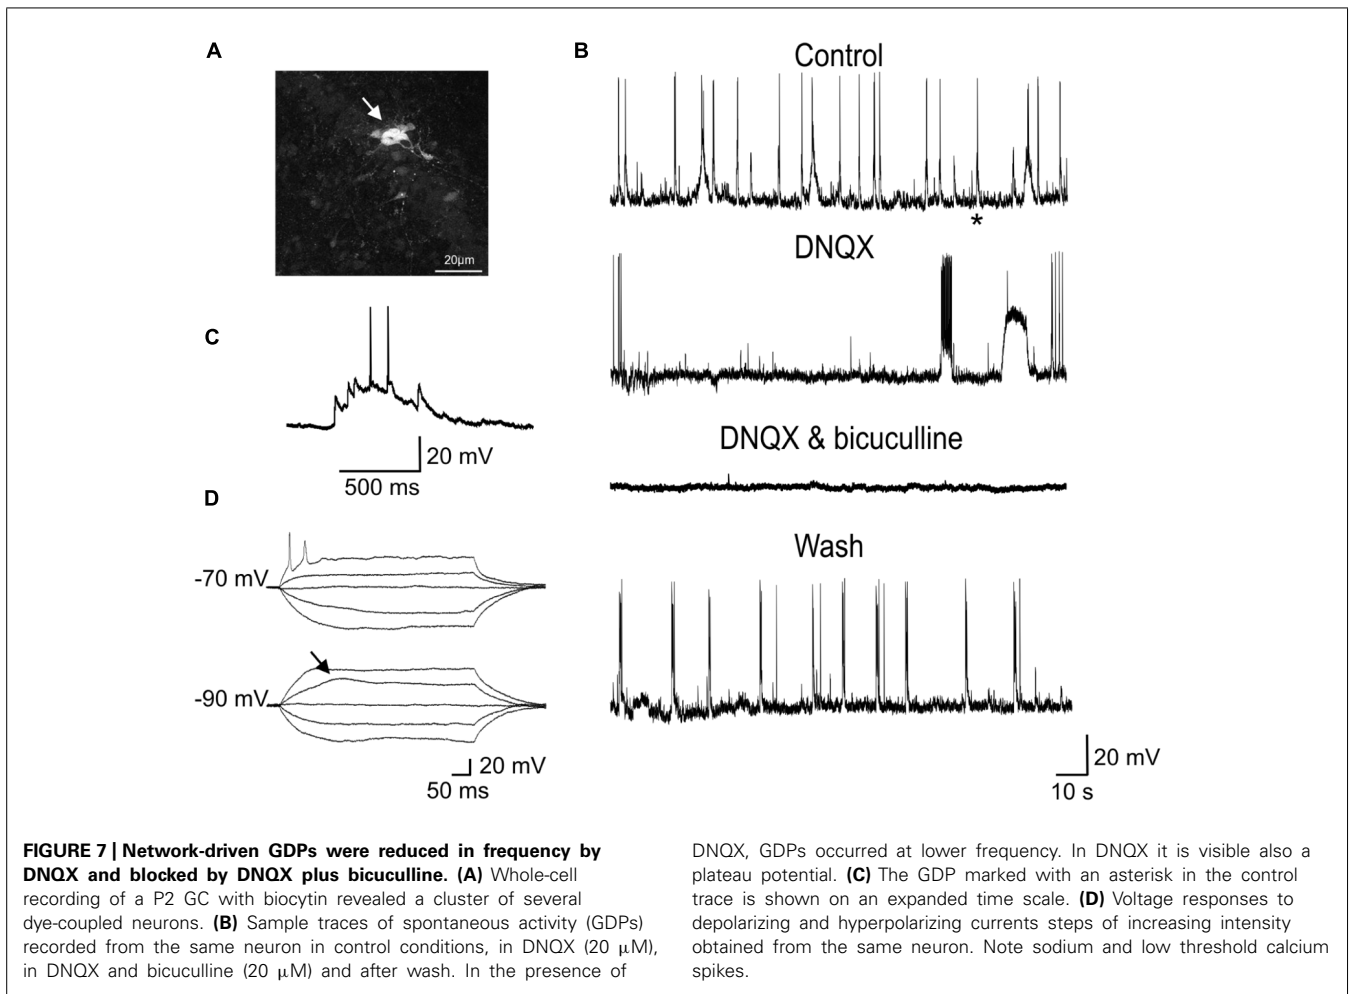 A
20μm
B
Control
*
DNQX
DNQX & bicuculline
Wash
20 mV
10 s
C
20 mV
500 ms
D
-70 mV
-90 mV
20 mV
50 ms
FIGURE 7 | Network-driven GDPs were reduced in frequency by
DNQX and blocked by DNQX plus bicuculline. (A) Whole-cell
recording of a P2 GC with biocytin revealed a cluster of several
dye-coupled neurons. (B) Sample traces of spontaneous activity (GDPs)
recorded from the same neuron in control conditions, in DNQX (20 μM),
in DNQX and bicuculline (20 μM) and after wash. In the presence of
DNQX, GDPs occurred at lower frequency. In DNQX it is visible also a
plateau potential. (C) The GDP marked with an asterisk in the control
trace is shown on an expanded time scale. (D) Voltage responses to
depolarizing and hyperpolarizing currents steps of increasing intensity
obtained from the same neuron. Note sodium and low threshold calcium
spikes.